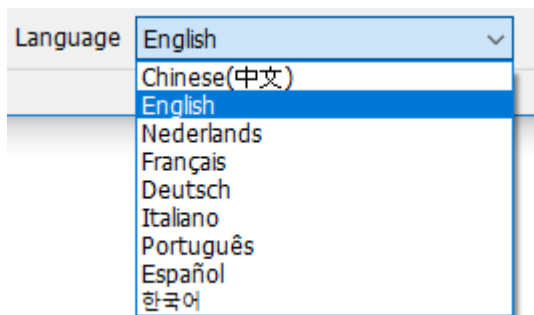 Language English
Chinese(中文)
English
Nederlands
Français
Deutsch
Italiano
Português
Español
한국어